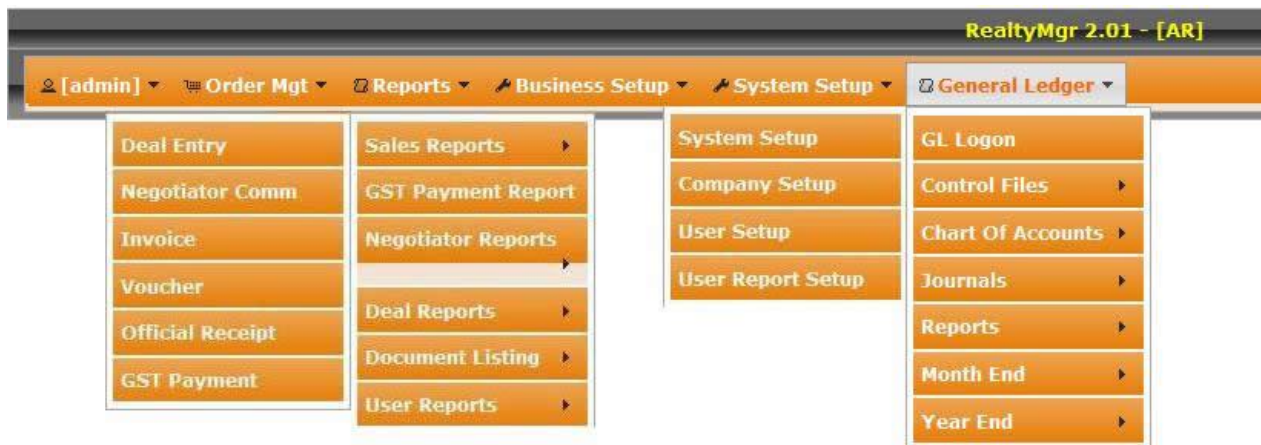 RealtyMgr 2.01 - [AR]
[admin] Order Mgt Reports Business Setup System Setup General Ledger
Deal Entry
Negotiator Comm
Invoice
Voucher
Official Receipt
GST Payment
Sales Reports
GST Payment Report
Negotiator Reports
Deal Reports
Document Listing
User Reports
System Setup
Company Setup
User Setup
User Report Setup
GL Logon
Control Files
Chart Of Accounts
Journals
Reports
Month End
Year End